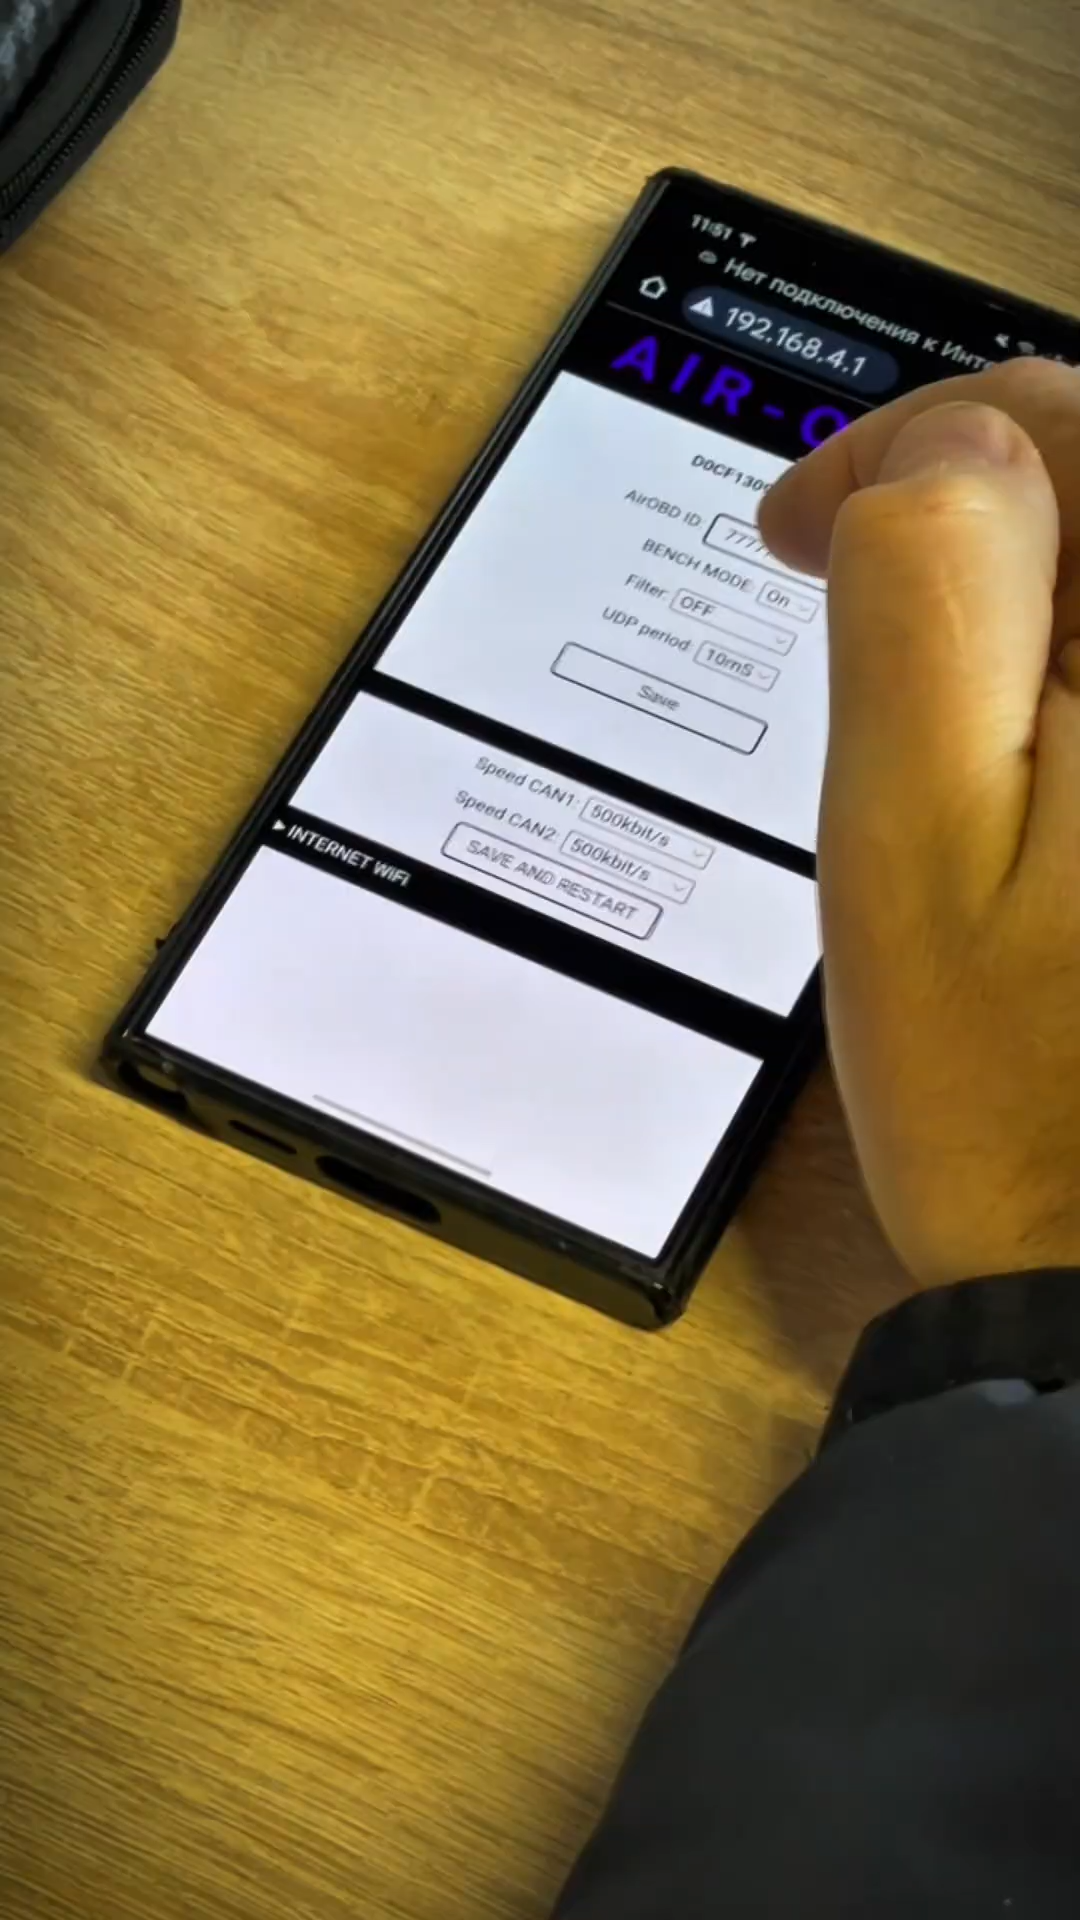 11:51
Нет подключения к
192.168.4.1
AIR-O
D0CF130
AirOBD ID: 7777
BENCH MODE: On
Filter: OFF
UDP period: 10mS
Save
Speed CAN1: 500kbit/s
Speed CAN2: 500kbit/s
SAVE AND RESTART
▶ INTERNET WIFI